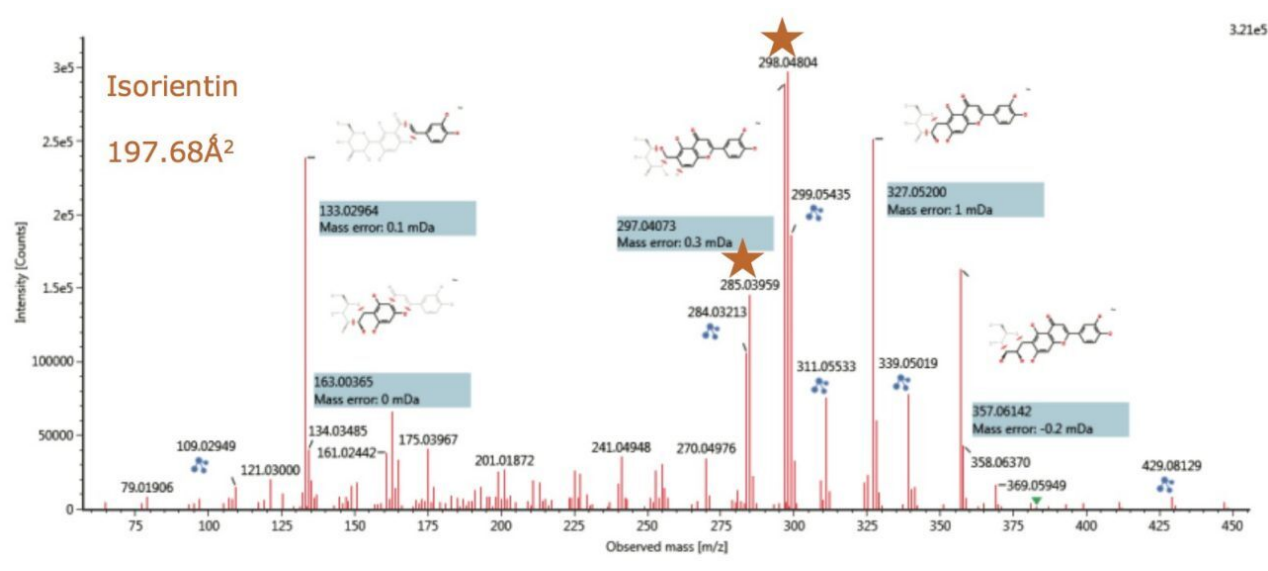 3.21e5
298.04804
3e5
Isorientin
197.68Å²
2.5e5
299.05435
327.05200
Mass error: 1 mDa
133.02964
Mass error: 0.1 mDa
297.04073
Mass error: 0.3 mDa
2e5
285.03959
284.03213
1.5e5
Intensity [Counts]
311.05533
339.05019
100000
163.00365
Mass error: 0 mDa
357.06142
Mass error: -0.2 mDa
134.03485
109.02949
161.02442
175.03967
241.04948
270.04976
358.06370
50000
121.03000
201.01872
429.08129
79.01906
369.05949
0
75 100 125 150 175 200 225 250 275 300 325 350 375 400 425 450
Observed mass [m/z]